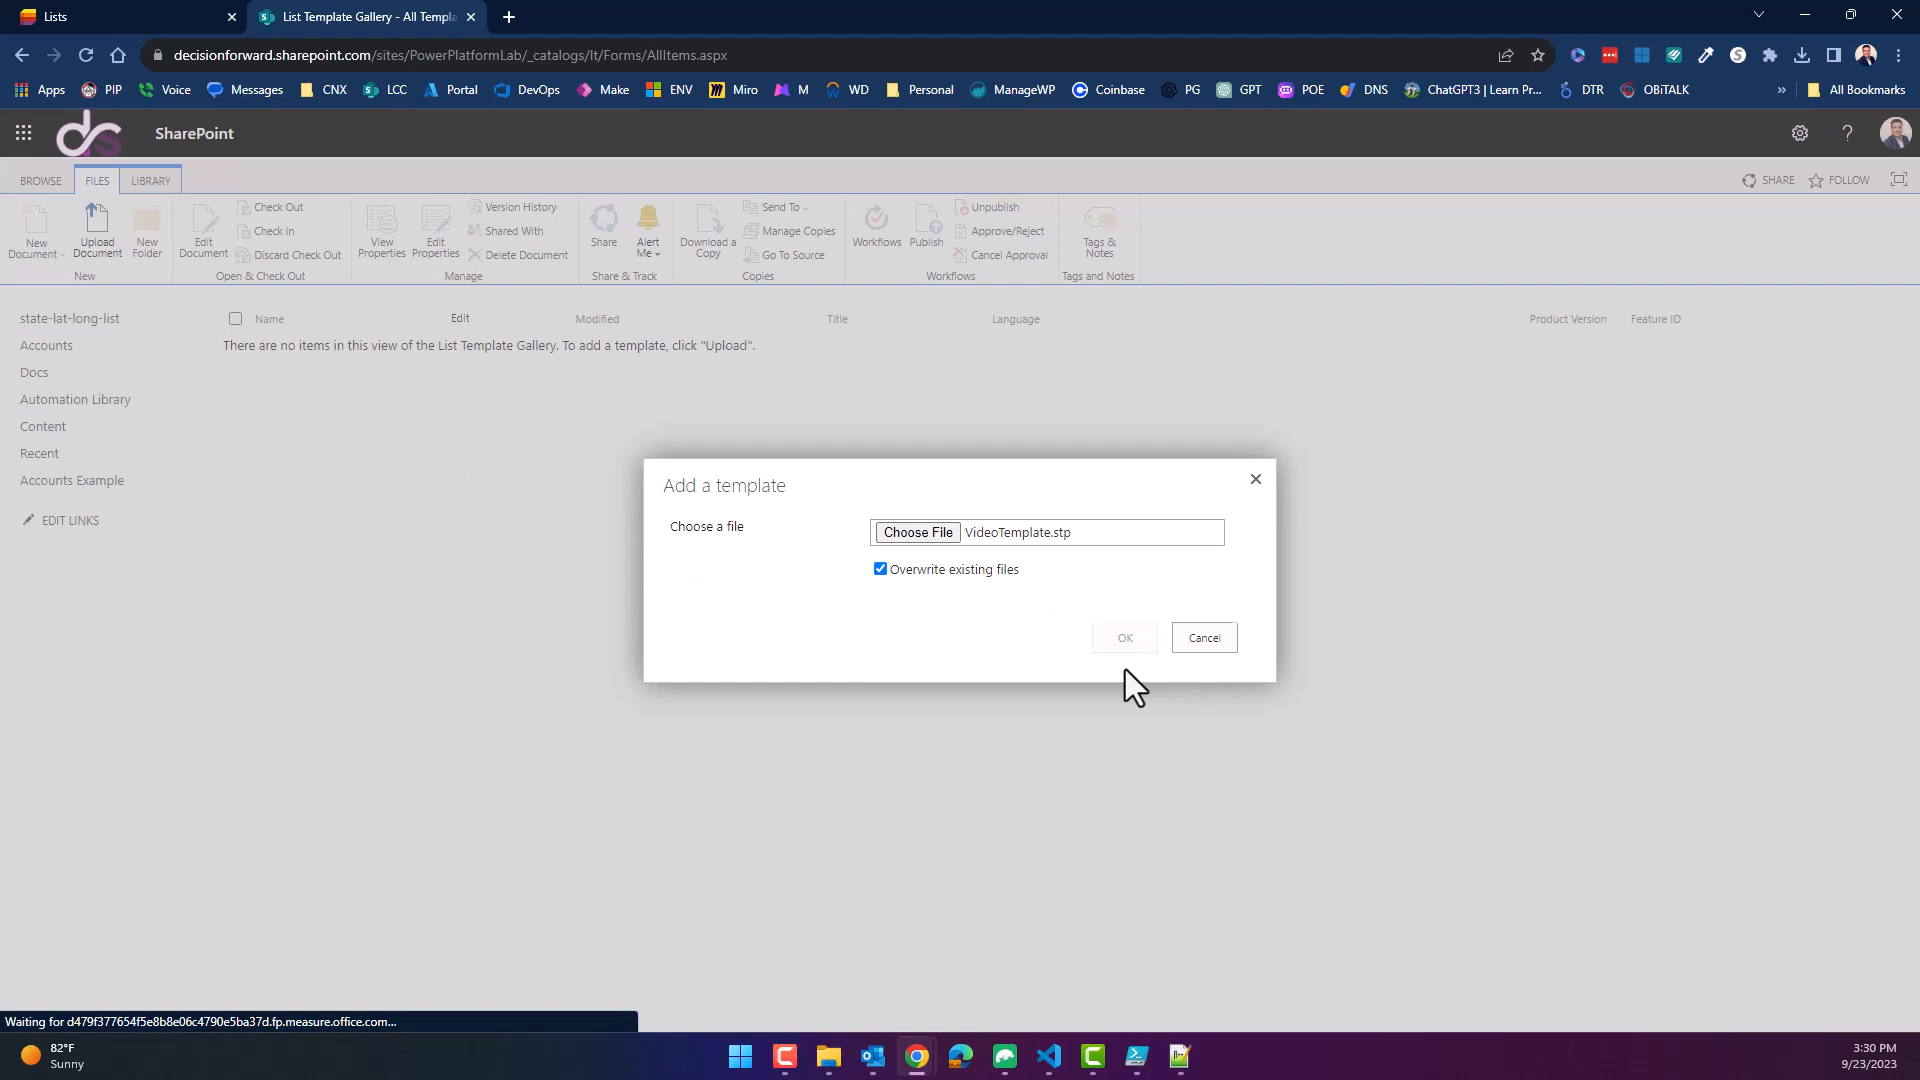 Lists
List Template Gallery - All Templa
decisionforward.sharepoint.com/sites/PowerPlatformLab/_catalogs/lt/Forms/AllItems.aspx
Apps PIP Voice Messages CNX LCC Portal DevOps Make ENV Miro M WD Personal ManageWP Coinbase PG GPT POE DNS ChatGPT3 | Learn Pr... DTR OBiTALK » All Bookmarks
SharePoint
BROWSE FILES LIBRARY SHARE FOLLOW
New Document
Upload Document
New Folder
New
Edit Document
Check Out
Check In
Discard Check Out
Open & Check Out
View Properties
Edit Properties
Version History
Shared With
Delete Document
Manage
Share
Alert Me
Share & Track
Download a Copy
Send To
Manage Copies
Go To Source
Copies
Workflows
Publish
Unpublish
Approve/Reject
Cancel Approval
Workflows
Tags & Notes
Tags and Notes
state-lat-long-list
Accounts
Docs
Automation Library
Content
Recent
Accounts Example
EDIT LINKS
Name Edit Modified Title Language Product Version Feature ID
There are no items in this view of the List Template Gallery. To add a template, click "Upload".
Add a template
Choose a file
Choose File VideoTemplate.stp
Overwrite existing files
OK Cancel
Waiting for d479f377654f5e8b8e06c4790e5ba37d.fp.measure.office.com...
82°F
Sunny
3:30 PM
9/23/2023